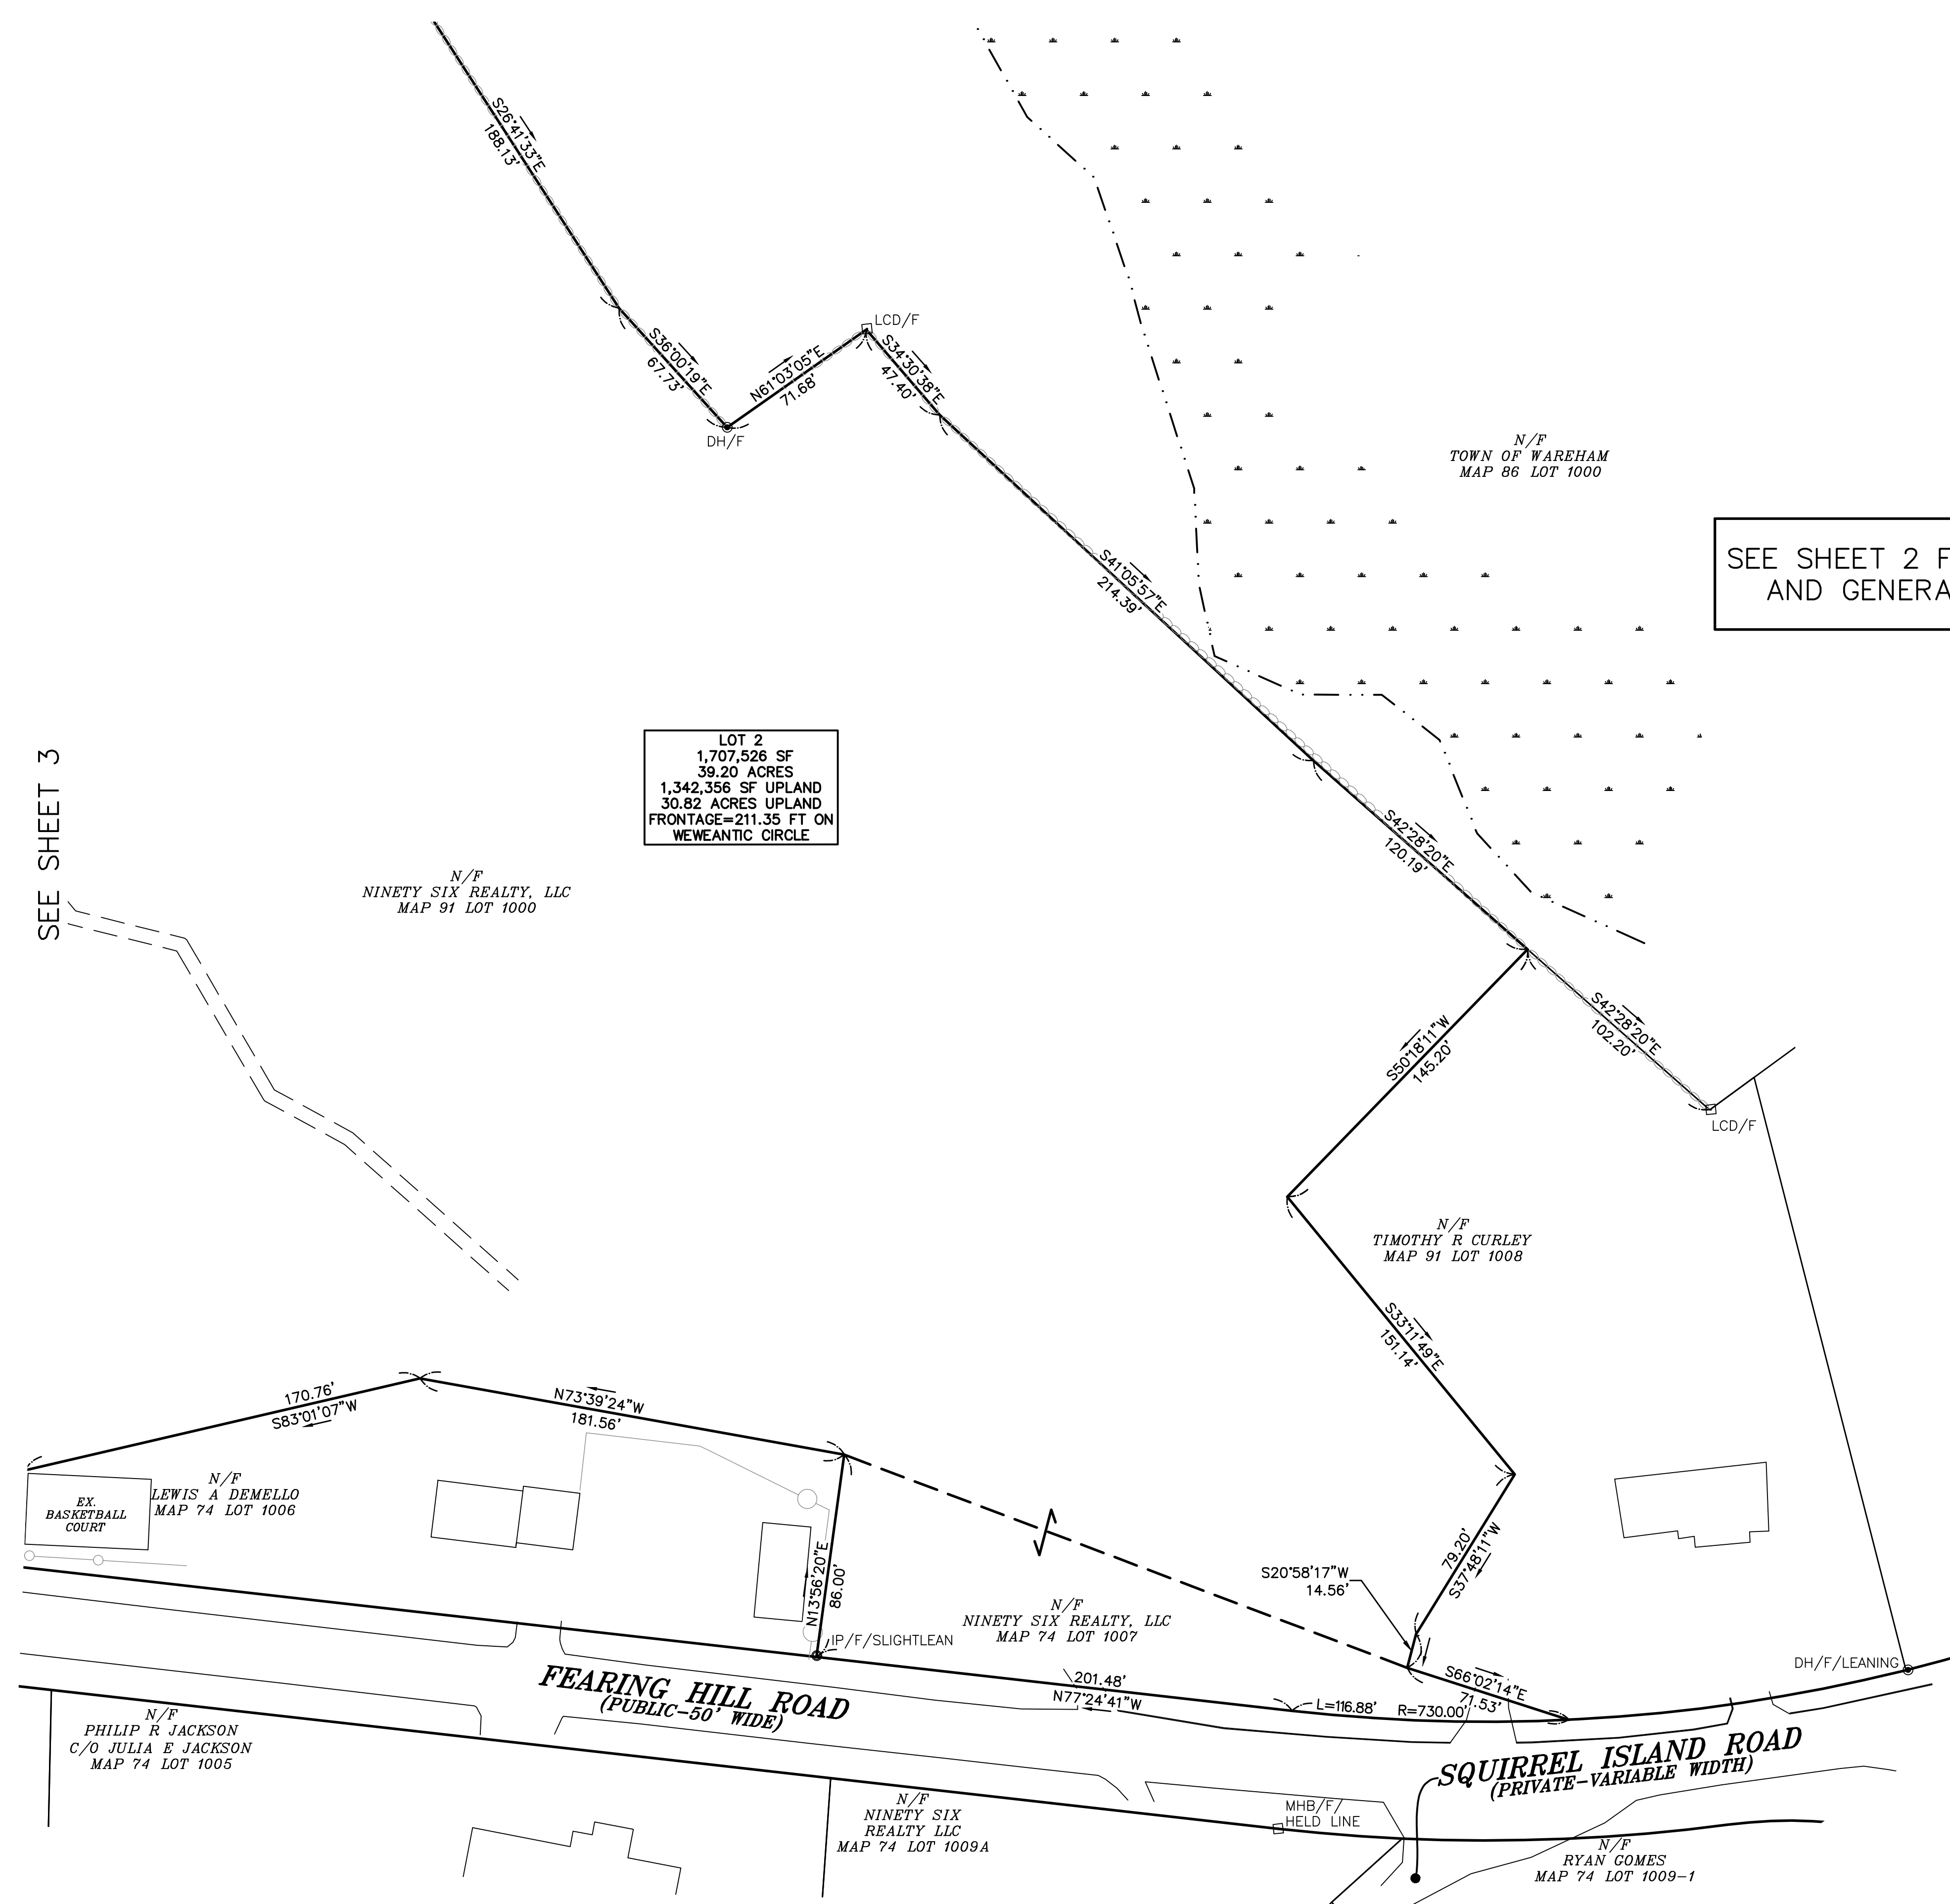 S26°41'33"E
188.13'
S36°00'19"E
67.73'
DH/F
N61°03'05"E
71.68'
LCD/F
S34°30'38"E
47.40'
N/F
TOWN OF WAREHAM
MAP 86 LOT 1000
S41°05'57"E
214.39'
SEE SHEET 2 F
AND GENERA
SEE SHEET 3
LOT 2
1,707,526 SF
39.20 ACRES
1,342,356 SF UPLAND
30.82 ACRES UPLAND
FRONTAGE=211.35 FT ON
WEWEANTIC CIRCLE
N/F
NINETY SIX REALTY, LLC
MAP 91 LOT 1000
S42°28'20"E
120.19'
S50°18'11"W
145.20'
S42°28'20"E
102.20'
LCD/F
N/F
TIMOTHY R CURLEY
MAP 91 LOT 1008
S33°11'49"E
151.14'
170.76'
S83°01'07"W
N73°39'24"W
181.56'
N/F
LEWIS A DEMELLO
MAP 74 LOT 1006
EX.
BASKETBALL
COURT
N13°56'20"E
86.00'
IP/F/SLIGHTLEAN
S20°58'17"W
14.56'
79.20'
S37°48'11"W
N/F
NINETY SIX REALTY, LLC
MAP 74 LOT 1007
DH/F/LEANING
201.48'
N77°24'41"W
S66°02'14"E
71.53'
L=116.88'
R=730.00'
FEARING HILL ROAD
(PUBLIC-50' WIDE)
SQUIRREL ISLAND ROAD
(PRIVATE-VARIABLE WIDTH)
N/F
PHILIP R JACKSON
C/O JULIA E JACKSON
MAP 74 LOT 1005
N/F
NINETY SIX
REALTY LLC
MAP 74 LOT 1009A
MHB/F/
HELD LINE
N/F
RYAN GOMES
MAP 74 LOT 1009-1